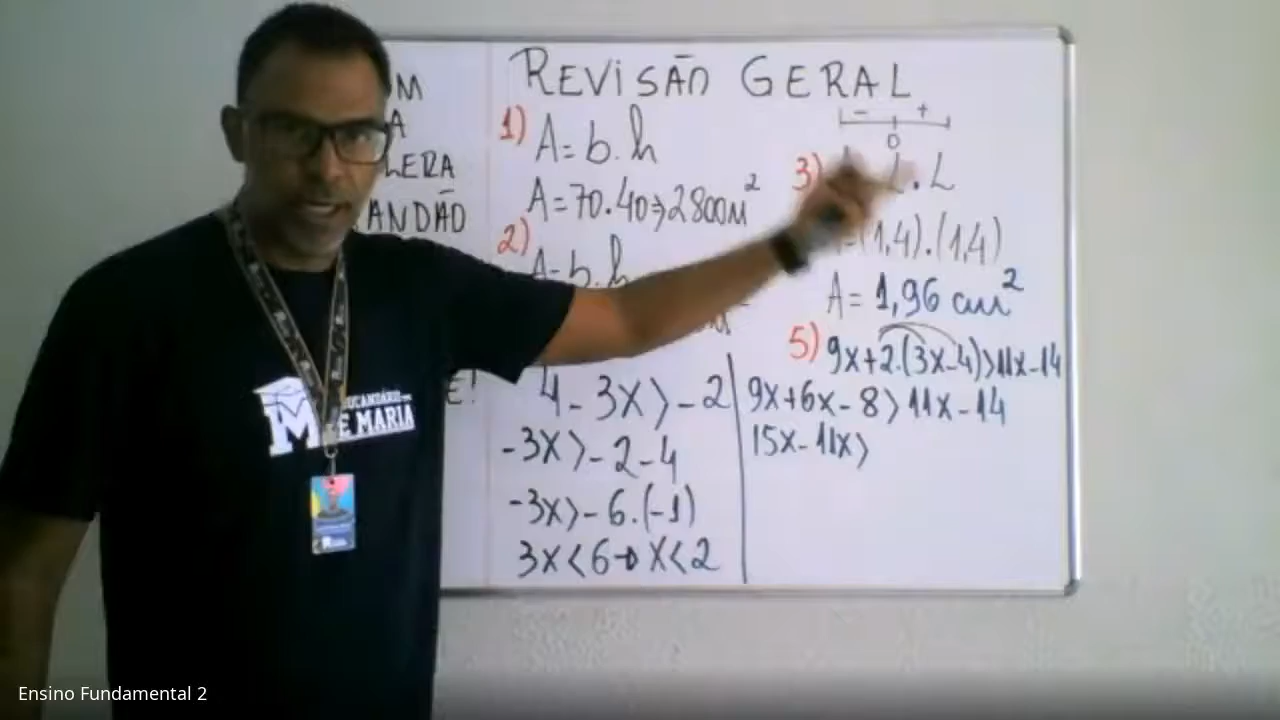 REVISÃO GERAL
M
A
LERA
ANDÃO
E!
1)
A = b.h
A = 70.40 → 2800M²
2)
A = b.h
4 - 3X > - 2
-3X > - 2 - 4
-3X > - 6.(-1)
3X < 6 → X < 2
- +
0
3)
L.L
(1,4).(1,4)
A = 1,96 cm²
5) 9X + 2.(3X - 4) > 11X - 14
9X + 6X - 8 > 11X - 14
15X - 11X >
E MARIA
Ensino Fundamental 2